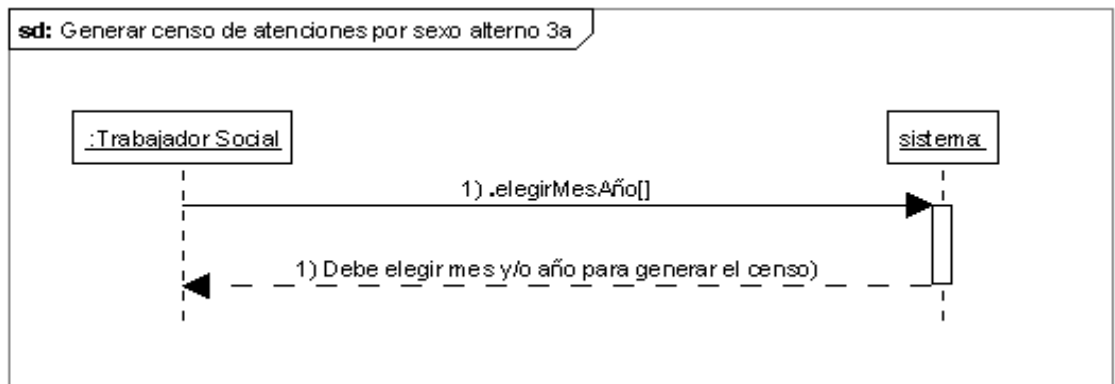 sd: Generar censo de atenciones por sexo alterno 3a
:Trabajador Social
sistema:
1) .elegirMesAño[]
1) Debe elegir mes y/o año para generar el censo)